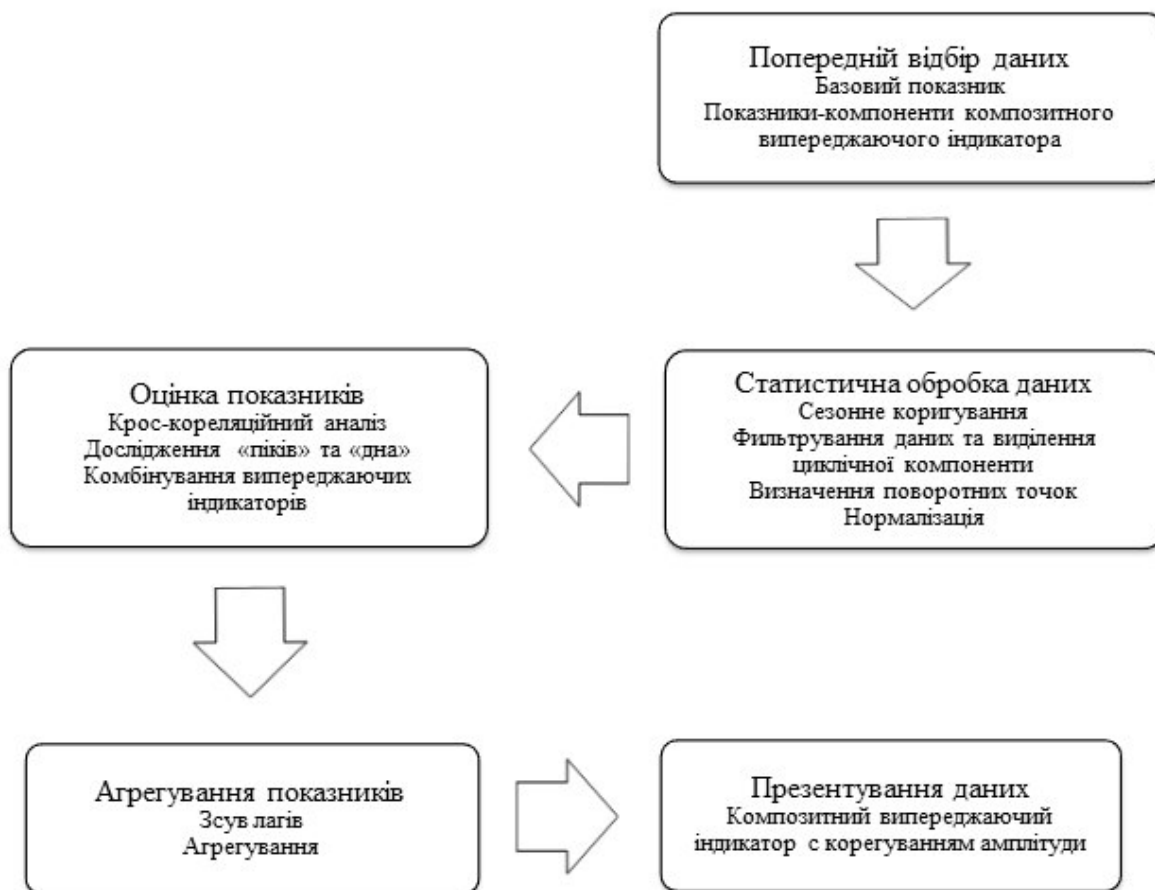 Попередній відбір даних
Базовий показник
Показники-компоненти композитного
випереджаючого індикатора
Статистична обробка даних
Сезонне коригування
Фильтрування даних та виділення
циклічної компоненти
Визначення поворотних точок
Нормалізація
Оцінка показників
Крос-кореляційний аналіз
Дослідження «піків» та «дна»
Комбінування випереджаючих
індикаторів
Агрегування показників
Зсув лагів
Агрегування
Презентування даних
Композитний випереджаючий
індикатор с корегуванням амплітуди